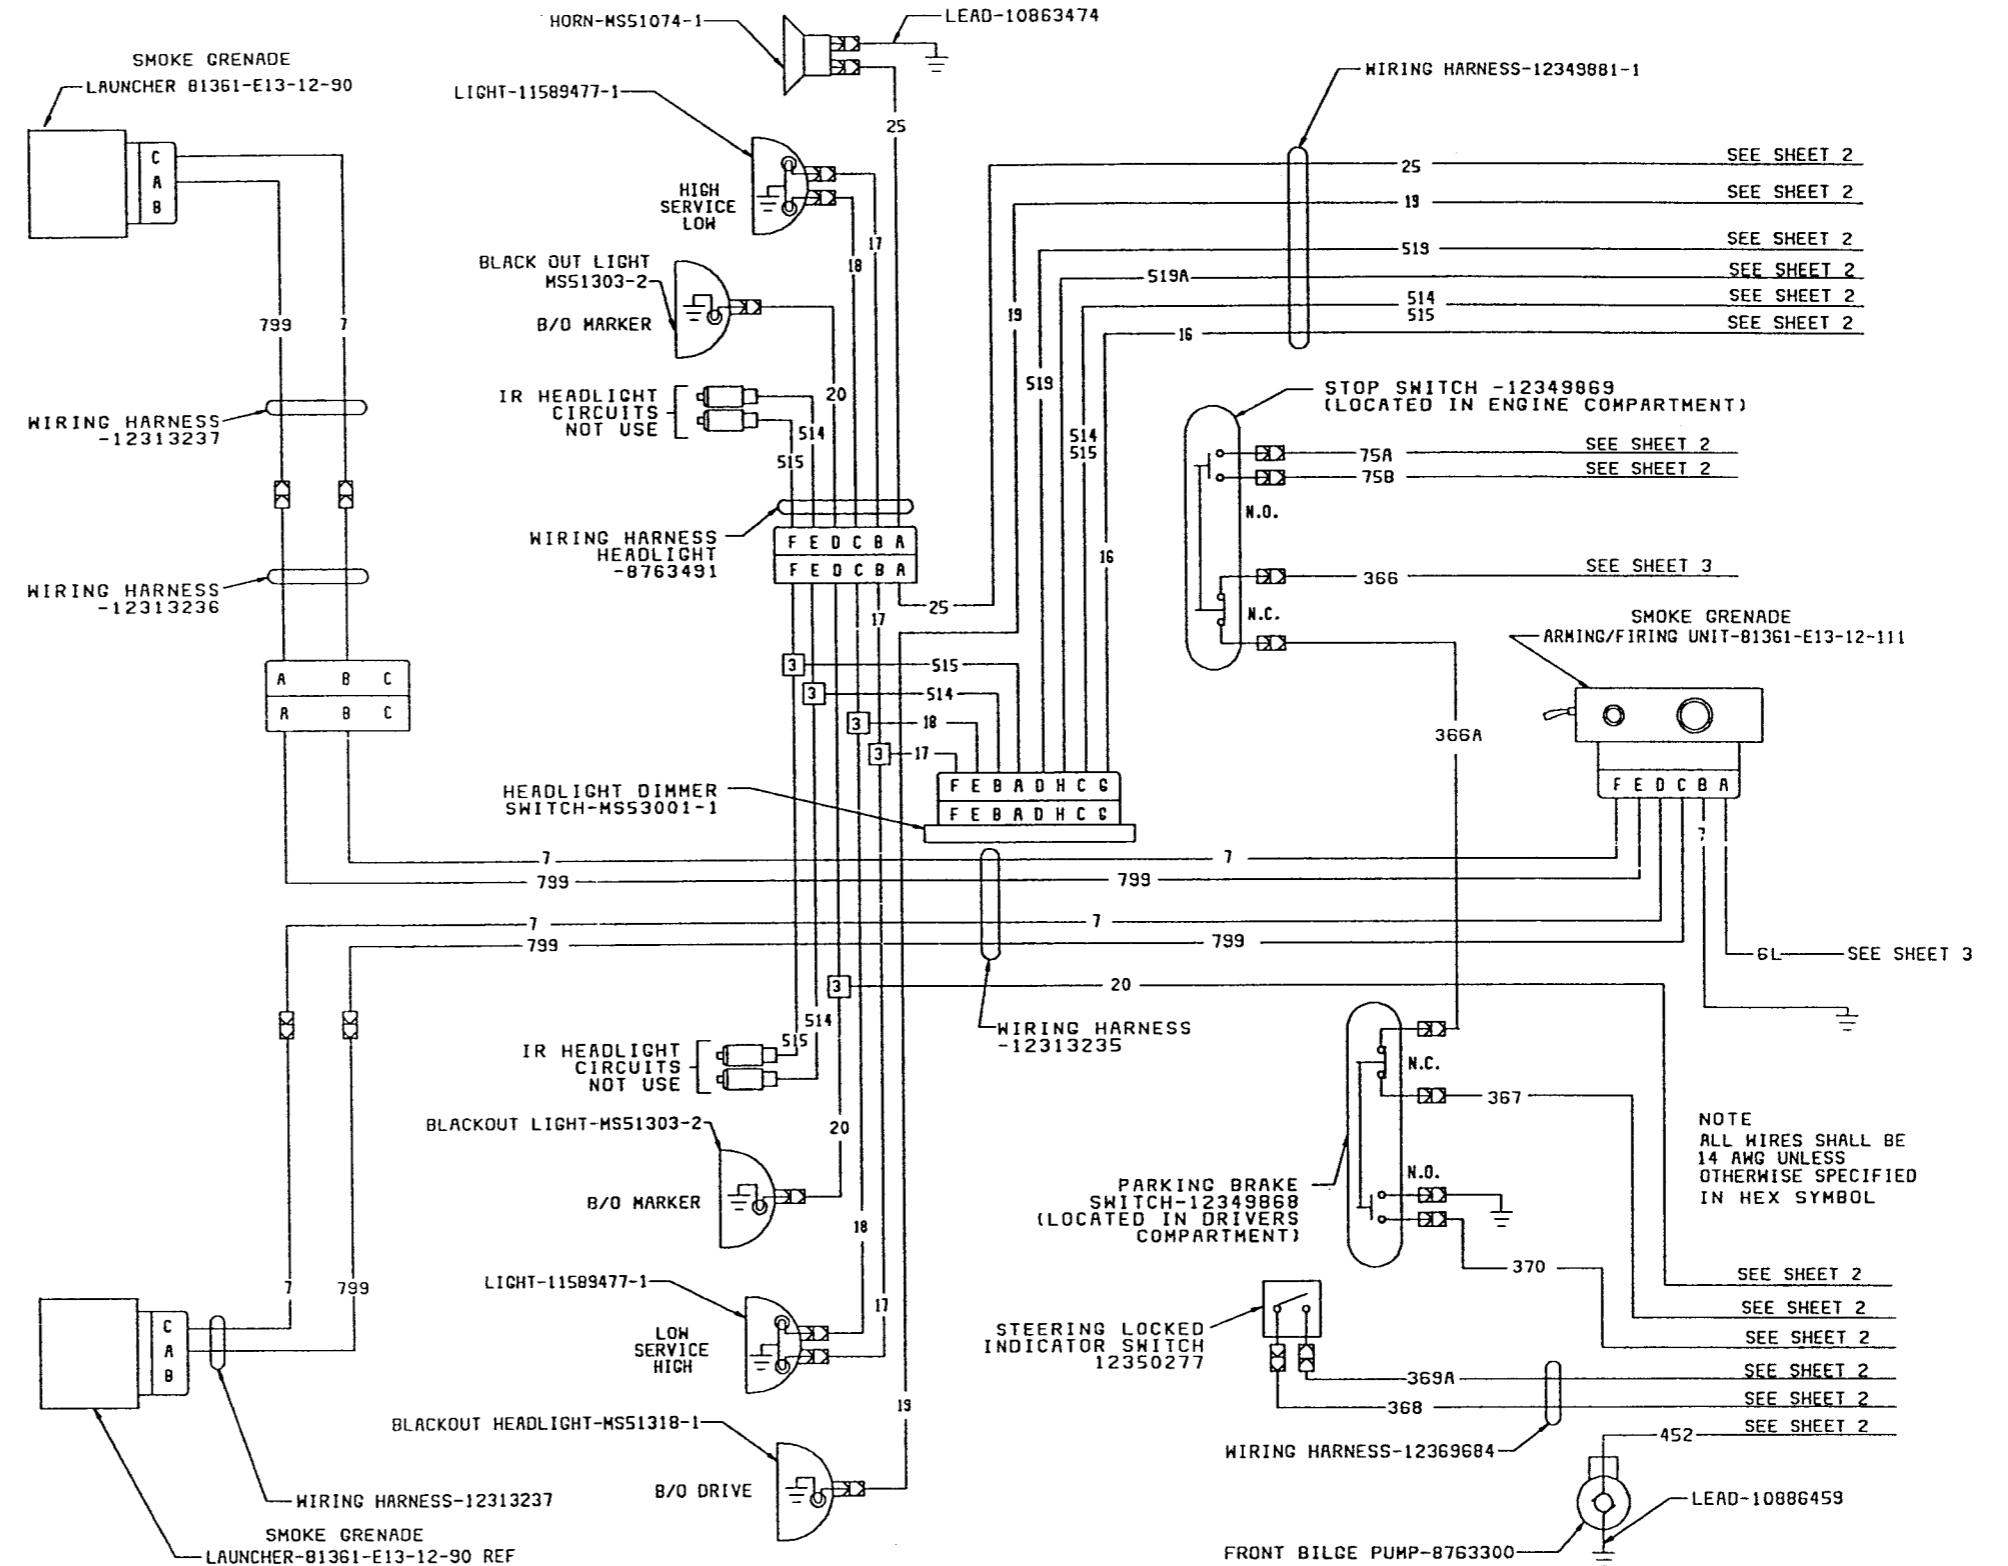 HORN-MS51074-1
LEAD-10863474
SMOKE GRENADE
LAUNCHER 81361-E13-12-90
LIGHT-11589477-1
WIRING HARNESS-12349881-1
C
A
B
25
HIGH
SERVICE
LOW
17
18
25
SEE SHEET 2
19
SEE SHEET 2
519
SEE SHEET 2
519A
SEE SHEET 2
514
515
SEE SHEET 2
16
SEE SHEET 2
BLACK OUT LIGHT
MS51303-2
B/O MARKER
799
7
19
519
514
515
16
IR HEADLIGHT
CIRCUITS
NOT USE
20
514
515
STOP SWITCH -12349869
(LOCATED IN ENGINE COMPARTMENT)
75A
SEE SHEET 2
75B
SEE SHEET 2
N.O.
366
SEE SHEET 3
N.C.
WIRING HARNESS
-12313237
WIRING HARNESS
HEADLIGHT
-8763491
F E D C B A
F E D C B A
WIRING HARNESS
-12313236
25
17
SMOKE GRENADE
ARMING/FIRING UNIT-81361-E13-12-111
A B C
A B C
3
515
3
514
3
18
3
17
366A
HEADLIGHT DIMMER
SWITCH-MS53001-1
F E B A D H C G
F E B A D H C G
F E D C B A
7
7
7
799
799
7
7
799
799
6L
SEE SHEET 3
3
20
WIRING HARNESS
-12313235
514
515
IR HEADLIGHT
CIRCUITS
NOT USE
N.C.
367
BLACKOUT LIGHT-MS51303-2
20
B/O MARKER
NOTE
ALL WIRES SHALL BE
14 AWG UNLESS
OTHERWISE SPECIFIED
IN HEX SYMBOL
N.O.
PARKING BRAKE
SWITCH-12349868
(LOCATED IN DRIVERS
COMPARTMENT)
370
18
LIGHT-11589477-1
7
799
17
LOW
SERVICE
HIGH
C
A
B
STEERING LOCKED
INDICATOR SWITCH
12350277
SEE SHEET 2
SEE SHEET 2
SEE SHEET 2
369A
SEE SHEET 2
368
SEE SHEET 2
452
SEE SHEET 2
19
BLACKOUT HEADLIGHT-MS51318-1
WIRING HARNESS-12369684
B/O DRIVE
WIRING HARNESS-12313237
LEAD-10886459
SMOKE GRENADE
LAUNCHER-81361-E13-12-90 REF
FRONT BILGE PUMP-8763300